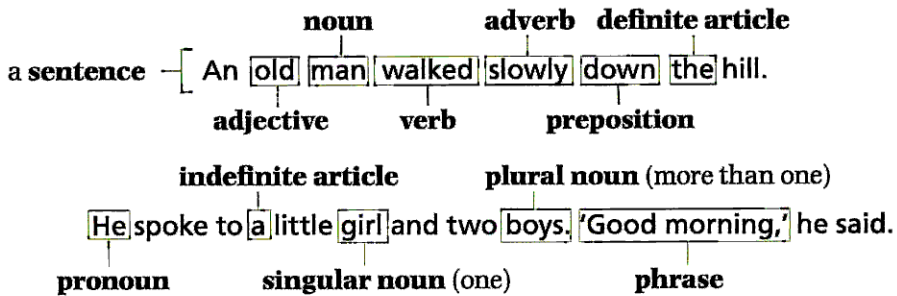 noun adverb definite article
a sentence An old man walked slowly down the hill.
adjective verb preposition
indefinite article plural noun (more than one)
He spoke to a little girl and two boys. ‘Good morning,’ he said.
pronoun singular noun (one) phrase